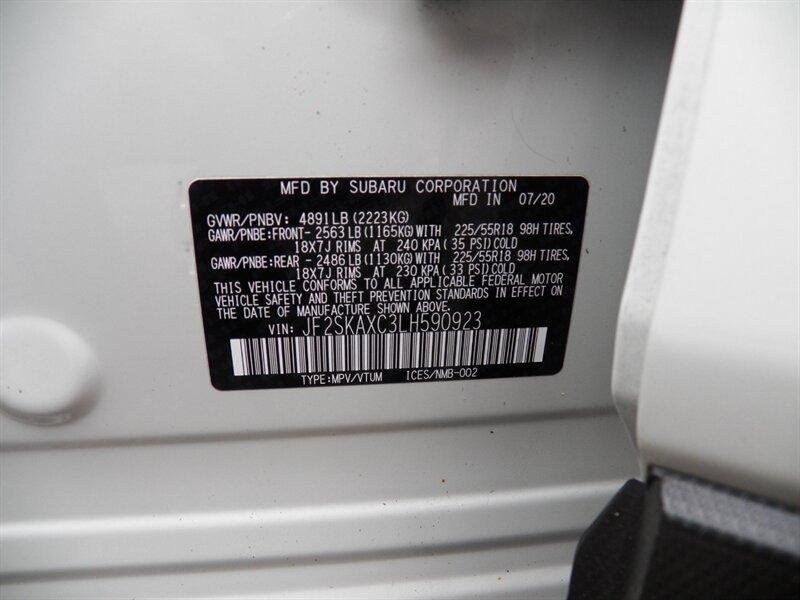 MFD BY SUBARU CORPORATION
MFD IN 07/20
GVWR/PNBV: 4891LB (2223KG)
GAWR/PNBE:FRONT- 2563LB (1165KG) WITH 225/55R18 98H TIRES,
18X7J RIMS AT 240 KPA (35 PSI) COLD
GAWR/PNBE:REAR - 2486LB (1130KG) WITH 225/55R18 98H TIRES,
18X7J RIMS AT 230 KPA (33 PSI) COLD
THIS VEHICLE CONFORMS TO ALL APPLICABLE FEDERAL MOTOR
VEHICLE SAFETY AND THEFT PREVENTION STANDARDS IN EFFECT ON
THE DATE OF MANUFACTURE SHOWN ABOVE.
VIN: JF2SKAXC3LH590923
TYPE:MPV/VTUM ICES/NMB-002